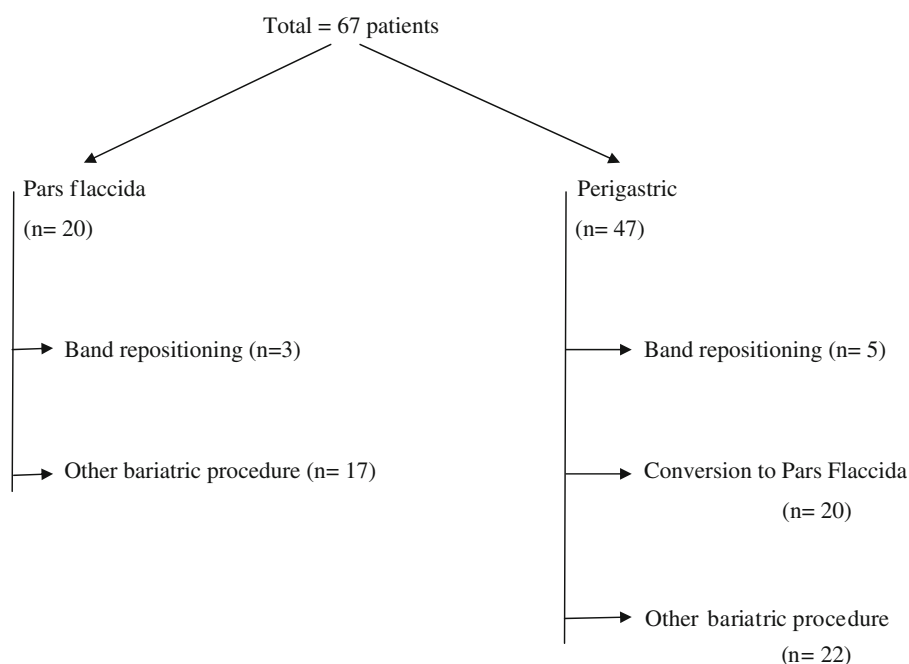 Total = 67 patients
Pars flaccida
(n= 20)
Band repositioning (n=3)
Other bariatric procedure (n= 17)
Perigastric
(n= 47)
Band repositioning (n= 5)
Conversion to Pars Flaccida
(n= 20)
Other bariatric procedure
(n= 22)